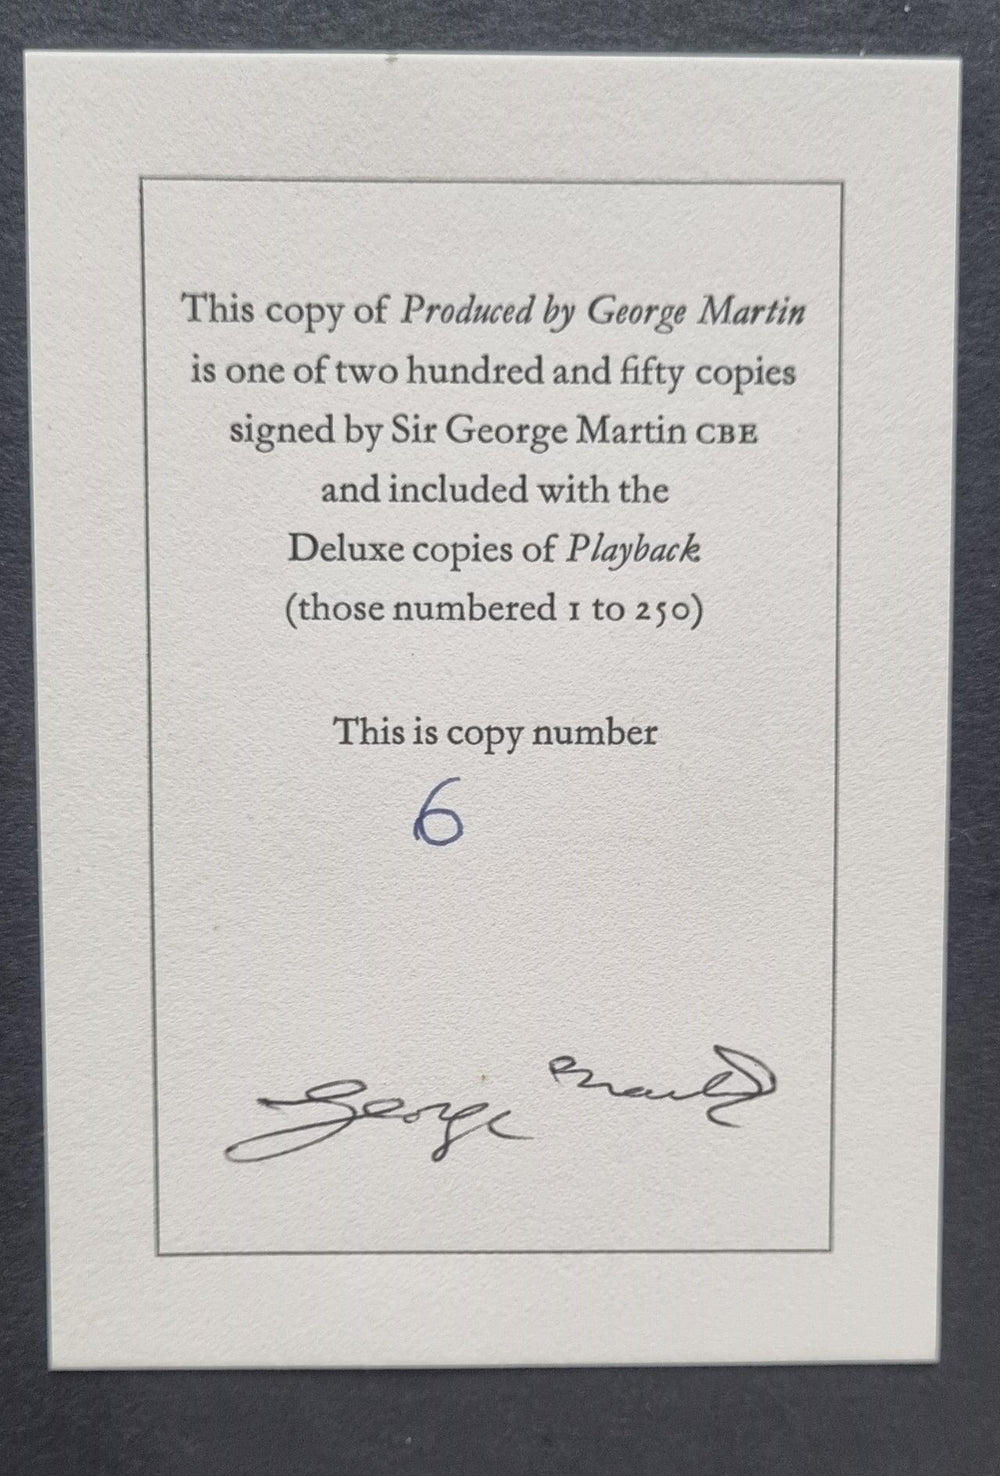 This copy of Produced by George Martin
is one of two hundred and fifty copies
signed by Sir George Martin CBE
and included with the
Deluxe copies of Playback
(those numbered 1 to 250)
This is copy number
6
George Martin